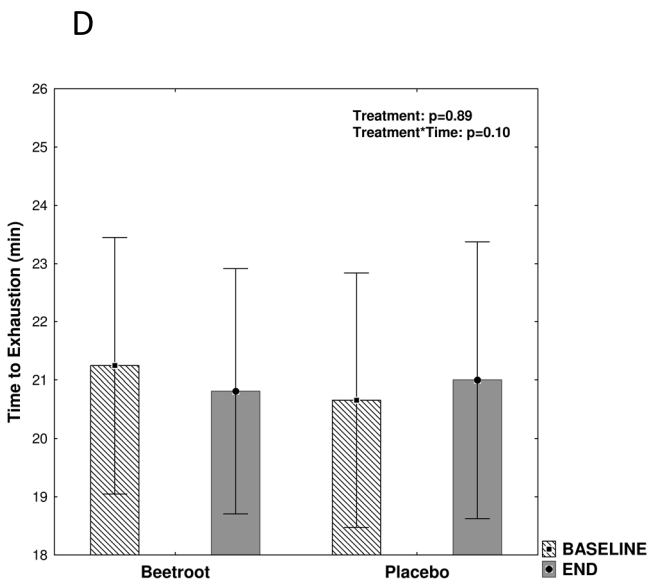 D
Treatment: p=0.89
Treatment*Time: p=0.10
Time to Exhaustion (min)
26
25
24
23
22
21
20
19
18
Beetroot
Placebo
BASELINE
END